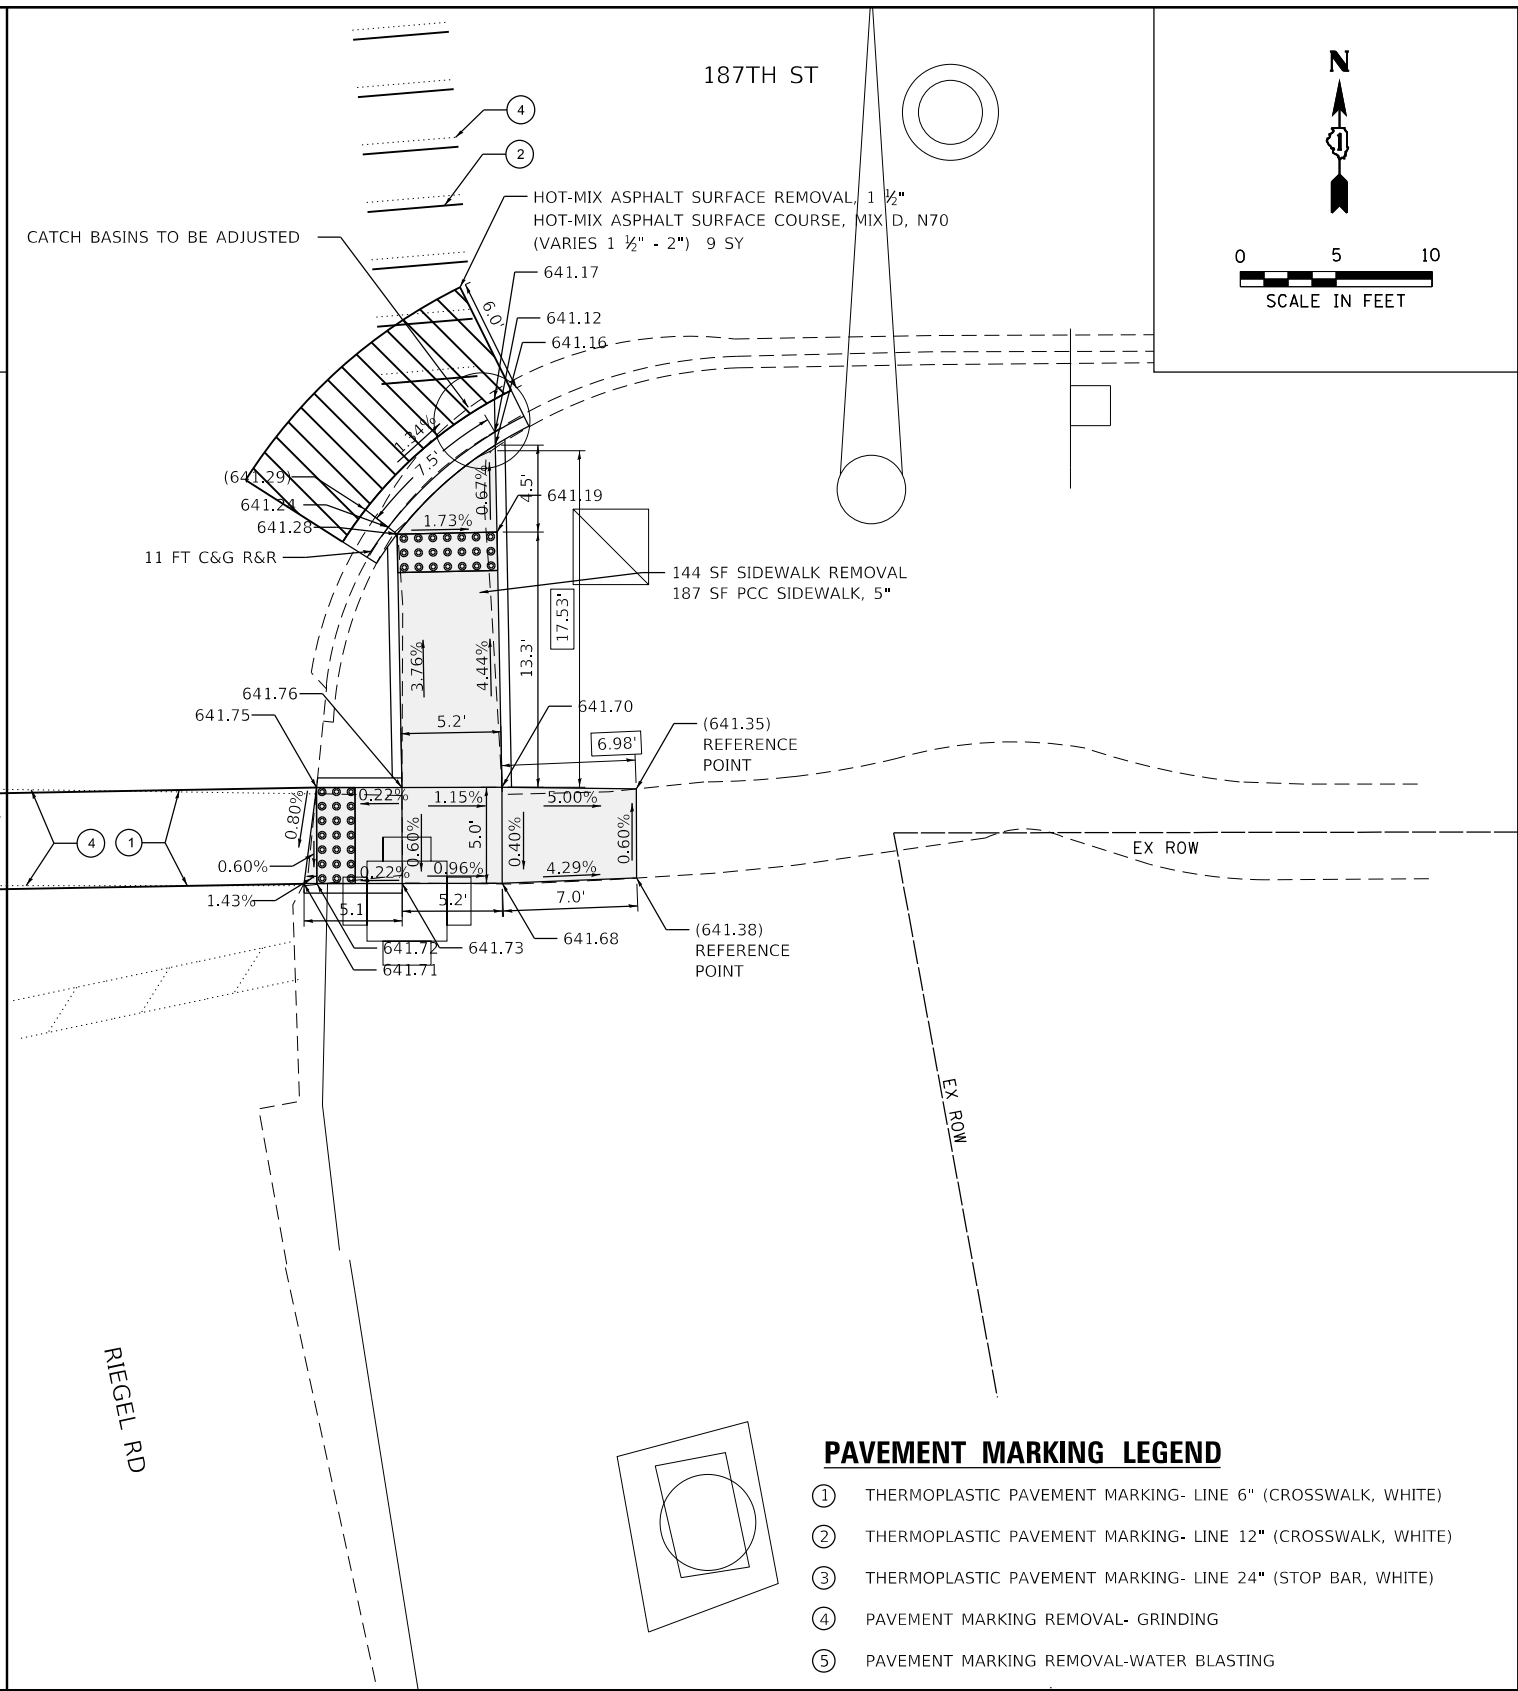 187TH ST
N
4
2
HOT-MIX ASPHALT SURFACE REMOVAL, 1 ½"
HOT-MIX ASPHALT SURFACE COURSE, MIX D, N70
(VARIES 1 ½" - 2") 9 SY
CATCH BASINS TO BE ADJUSTED
0 5 10
SCALE IN FEET
641.17
6.0'
641.12
641.16
1.34%
7.5'
(641.29)
641.24
641.28
0.67%
4.5'
641.19
1.73%
11 FT C&G R&R
144 SF SIDEWALK REMOVAL
187 SF PCC SIDEWALK, 5"
17.53'
13.3'
3.76%
4.44%
641.76
641.75
5.2'
641.70
6.98'
(641.35)
REFERENCE
POINT
0.80%
0.22%
1.15%
5.00%
4
1
0.60%
5.0'
0.40%
0.60%
0.60%
0.22%
0.96%
4.29%
1.43%
5.1
5.2'
7.0'
641.72
641.73
641.68
641.71
(641.38)
REFERENCE
POINT
EX ROW
EX ROW
RIEGEL RD
PAVEMENT MARKING LEGEND
1 THERMOPLASTIC PAVEMENT MARKING- LINE 6" (CROSSWALK, WHITE)
2 THERMOPLASTIC PAVEMENT MARKING- LINE 12" (CROSSWALK, WHITE)
3 THERMOPLASTIC PAVEMENT MARKING- LINE 24" (STOP BAR, WHITE)
4 PAVEMENT MARKING REMOVAL- GRINDING
5 PAVEMENT MARKING REMOVAL-WATER BLASTING